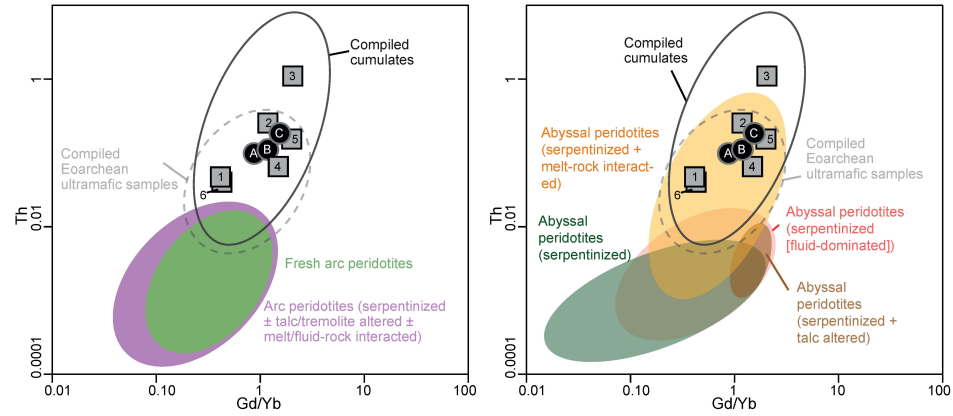 Compiled
cumulates
3
2
C
5
A
B
4
1
6
Compiled
Eoarchean
ultramafic samples
Fresh arc peridotites
Arc peridotites (serpentinized
± talc/tremolite altered ±
melt/fluid-rock interacted)
Th
1
0.01
0.0001
0.01
0.10
1
10
100
Gd/Yb
Compiled
cumulates
3
2
C
5
A
B
4
1
6
Abyssal peridotites
(serpentinized +
melt-rock interact-
ed)
Compiled
Eoarchean
ultramafic samples
Abyssal
peridotites
(serpentinized)
Abyssal peridotites
(serpentinized
[fluid-dominated])
Abyssal
peridotites
(serpentinized +
talc altered)
Th
1
0.01
0.0001
0.01
0.10
1
10
100
Gd/Yb